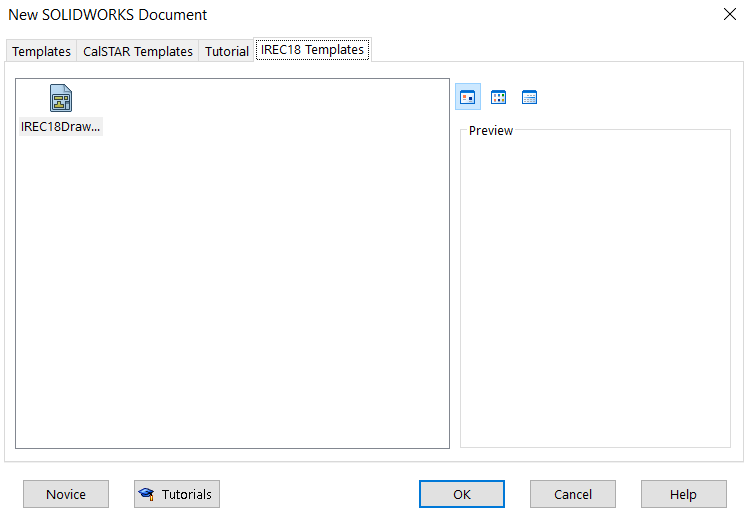 New SOLIDWORKS Document
Templates
CalSTAR Templates
Tutorial
IREC18 Templates
IREC18Draw...
Preview
Novice
Tutorials
OK
Cancel
Help